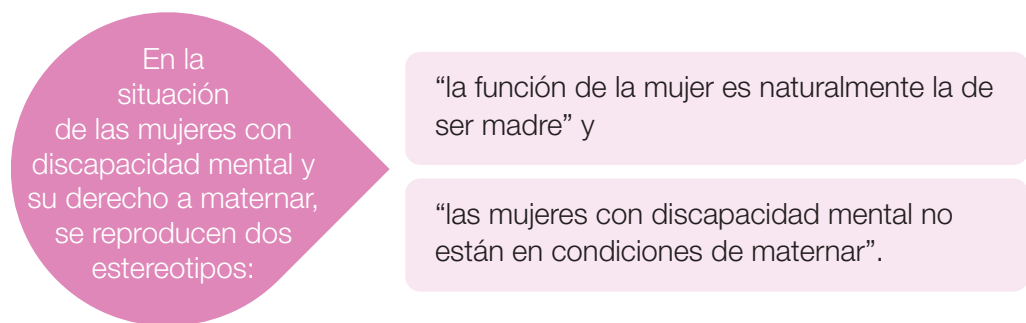 En la
situación
de las mujeres con
discapacidad mental y
su derecho a maternar,
se reproducen dos
estereotipos:
“la función de la mujer es naturalmente la de
ser madre” y
“las mujeres con discapacidad mental no
están en condiciones de maternar”.